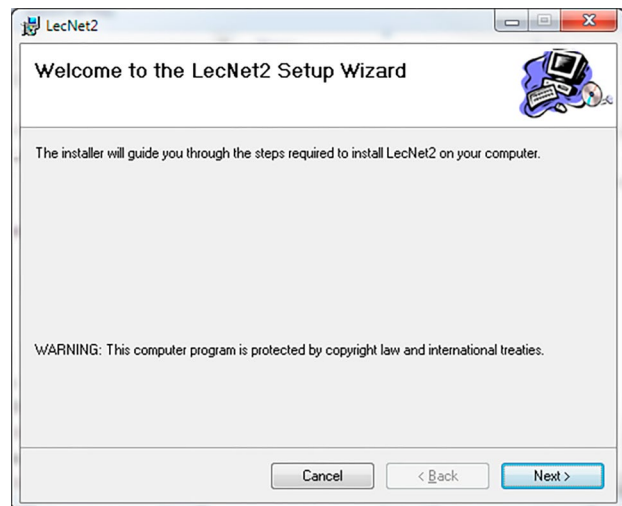 LecNet2
Welcome to the LecNet2 Setup Wizard
The installer will guide you through the steps required to install LecNet2 on your computer.
WARNING: This computer program is protected by copyright law and international treaties.
Cancel
< Back
Next >